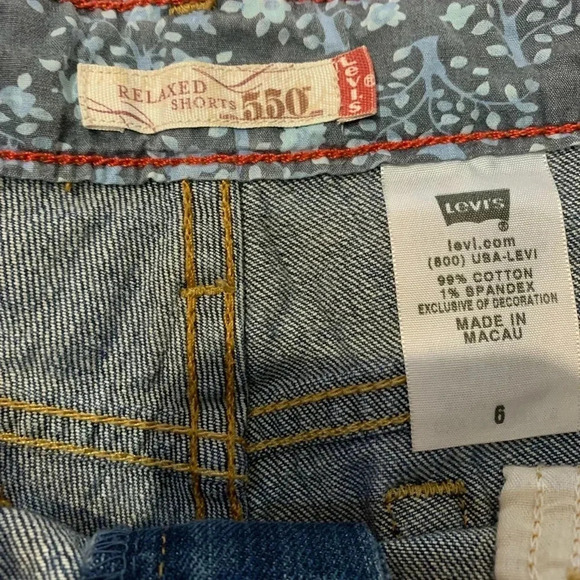 RELAXED
SHORTS 550™
LEVI'S ®
LEVI'S ®
levi.com
(800) USA-LEVI
99% COTTON
1% SPANDEX
EXCLUSIVE OF DECORATION
MADE IN
MACAU
6